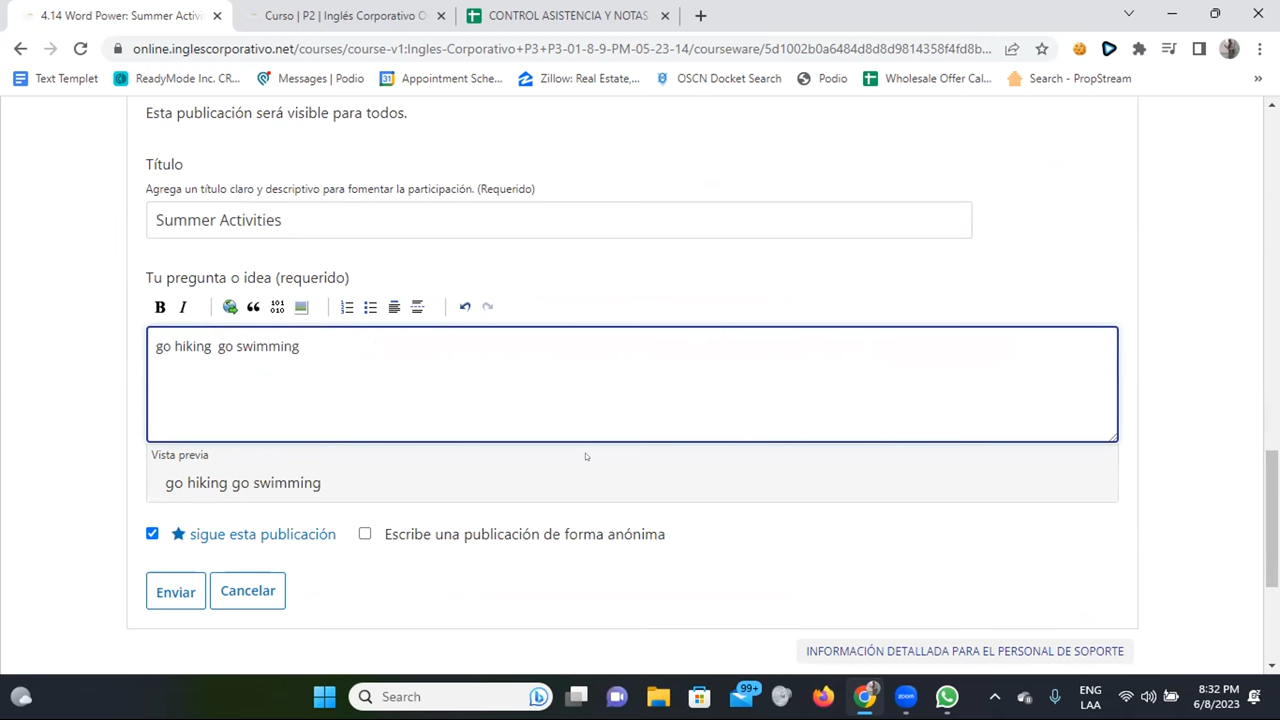 4.14 Word Power: Summer Activi
Curso | P2 | Inglés Corporativo O
CONTROL ASISTENCIA Y NOTAS
online.inglescorporativo.net/courses/course-v1:Ingles-Corporativo+P3+P3-01-8-9-PM-05-23-14/courseware/5d1002b0a6484d8d8d9814358f4fd8b...
Text Templet
ReadyMode Inc. CR...
Messages | Podio
31
Appointment Sche...
Zillow: Real Estate,...
OSCN Docket Search
Podio
Wholesale Offer Cal...
Search - PropStream
»
Esta publicación será visible para todos.
Título
Agrega un título claro y descriptivo para fomentar la participación. (Requerido)
Summer Activities
Tu pregunta o idea (requerido)
B I 101 010
go hiking  go swimming
Vista previa
go hiking go swimming
sigue esta publicación
Escribe una publicación de forma anónima
Enviar
Cancelar
INFORMACIÓN DETALLADA PARA EL PERSONAL DE SOPORTE
Search
99+
zoom
ENG
LAA
8:32 PM
6/8/2023